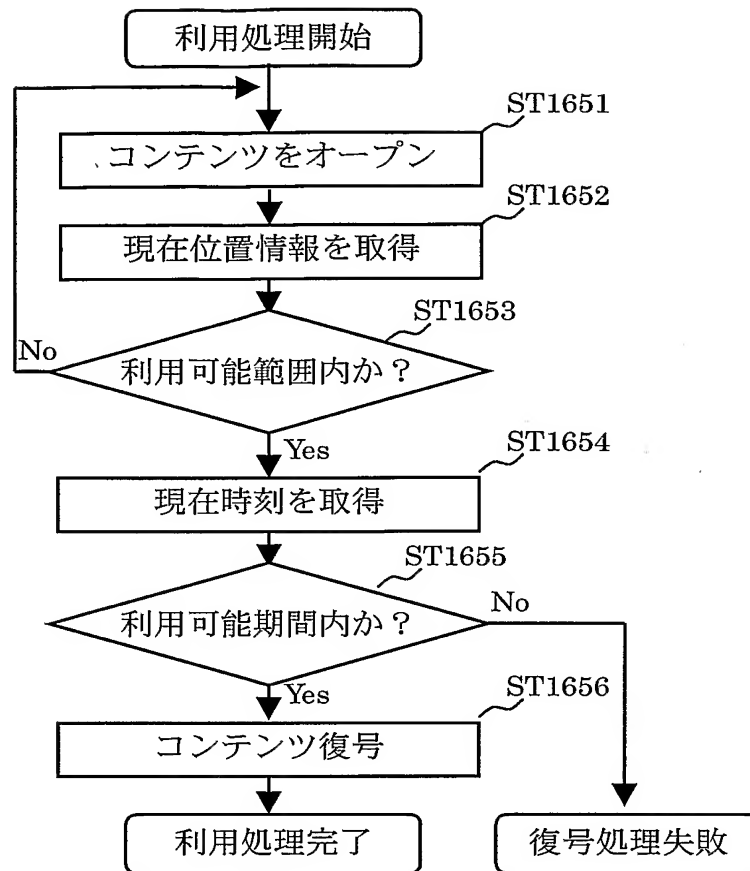 利用処理開始
ST1651
コンテンツをオープン
ST1652
現在位置情報を取得
ST1653
No
利用可能範囲内か？
Yes
ST1654
現在時刻を取得
ST1655
No
利用可能期間内か？
Yes
ST1656
コンテンツ復号
利用処理完了
復号処理失敗